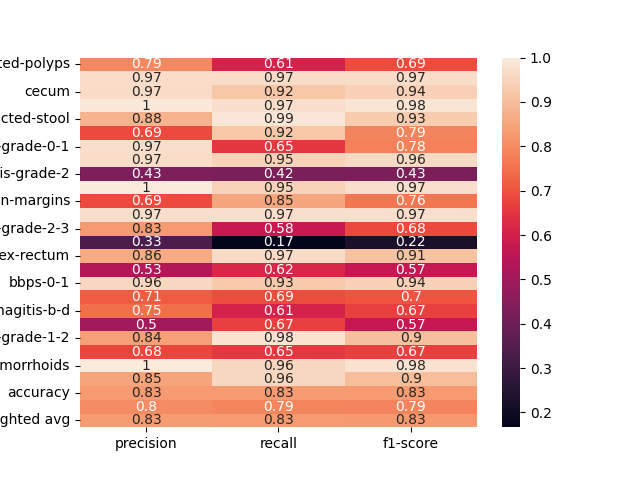 ted-polyps 0.79 0.61 0.69
0.97 0.97 0.97
cecum 0.97 0.92 0.94
1 0.97 0.98
cted-stool 0.88 0.99 0.93
0.69 0.92 0.79
-grade-0-1 0.97 0.65 0.78
0.97 0.95 0.96
is-grade-2 0.43 0.42 0.43
1 0.95 0.97
n-margins 0.69 0.85 0.76
0.97 0.97 0.97
-grade-2-3 0.83 0.58 0.68
0.33 0.17 0.22
ex-rectum 0.86 0.97 0.91
0.53 0.62 0.57
bbps-0-1 0.96 0.93 0.94
0.71 0.69 0.7
nagitis-b-d 0.75 0.61 0.67
0.5 0.67 0.57
-grade-1-2 0.84 0.98 0.9
0.68 0.65 0.67
morrhoids 1 0.96 0.98
0.85 0.96 0.9
accuracy 0.83 0.83 0.83
0.8 0.79 0.79
ghted avg 0.83 0.83 0.83
precision recall f1-score
1.0
0.9
0.8
0.7
0.6
0.5
0.4
0.3
0.2